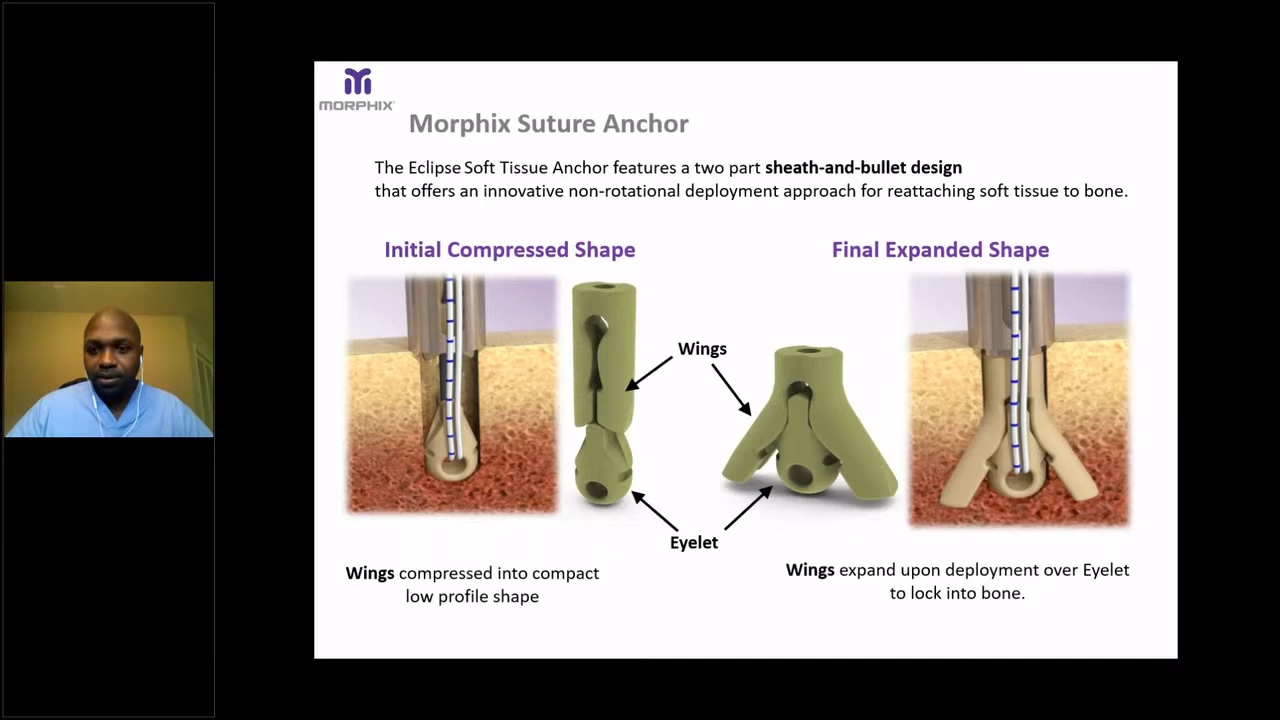 MORPHIX
Morphix Suture Anchor
The Eclipse Soft Tissue Anchor features a two part sheath-and-bullet design
that offers an innovative non-rotational deployment approach for reattaching soft tissue to bone.
Initial Compressed Shape
Final Expanded Shape
Wings
Eyelet
Wings compressed into compact
low profile shape
Wings expand upon deployment over Eyelet
to lock into bone.